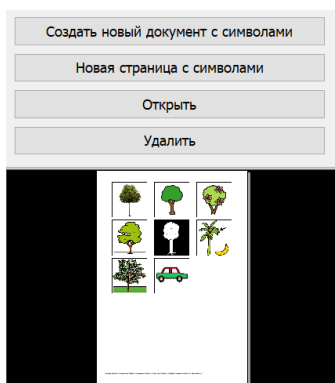 Создать новый документ с символами
Новая страница с символами
Открыть
Удалить